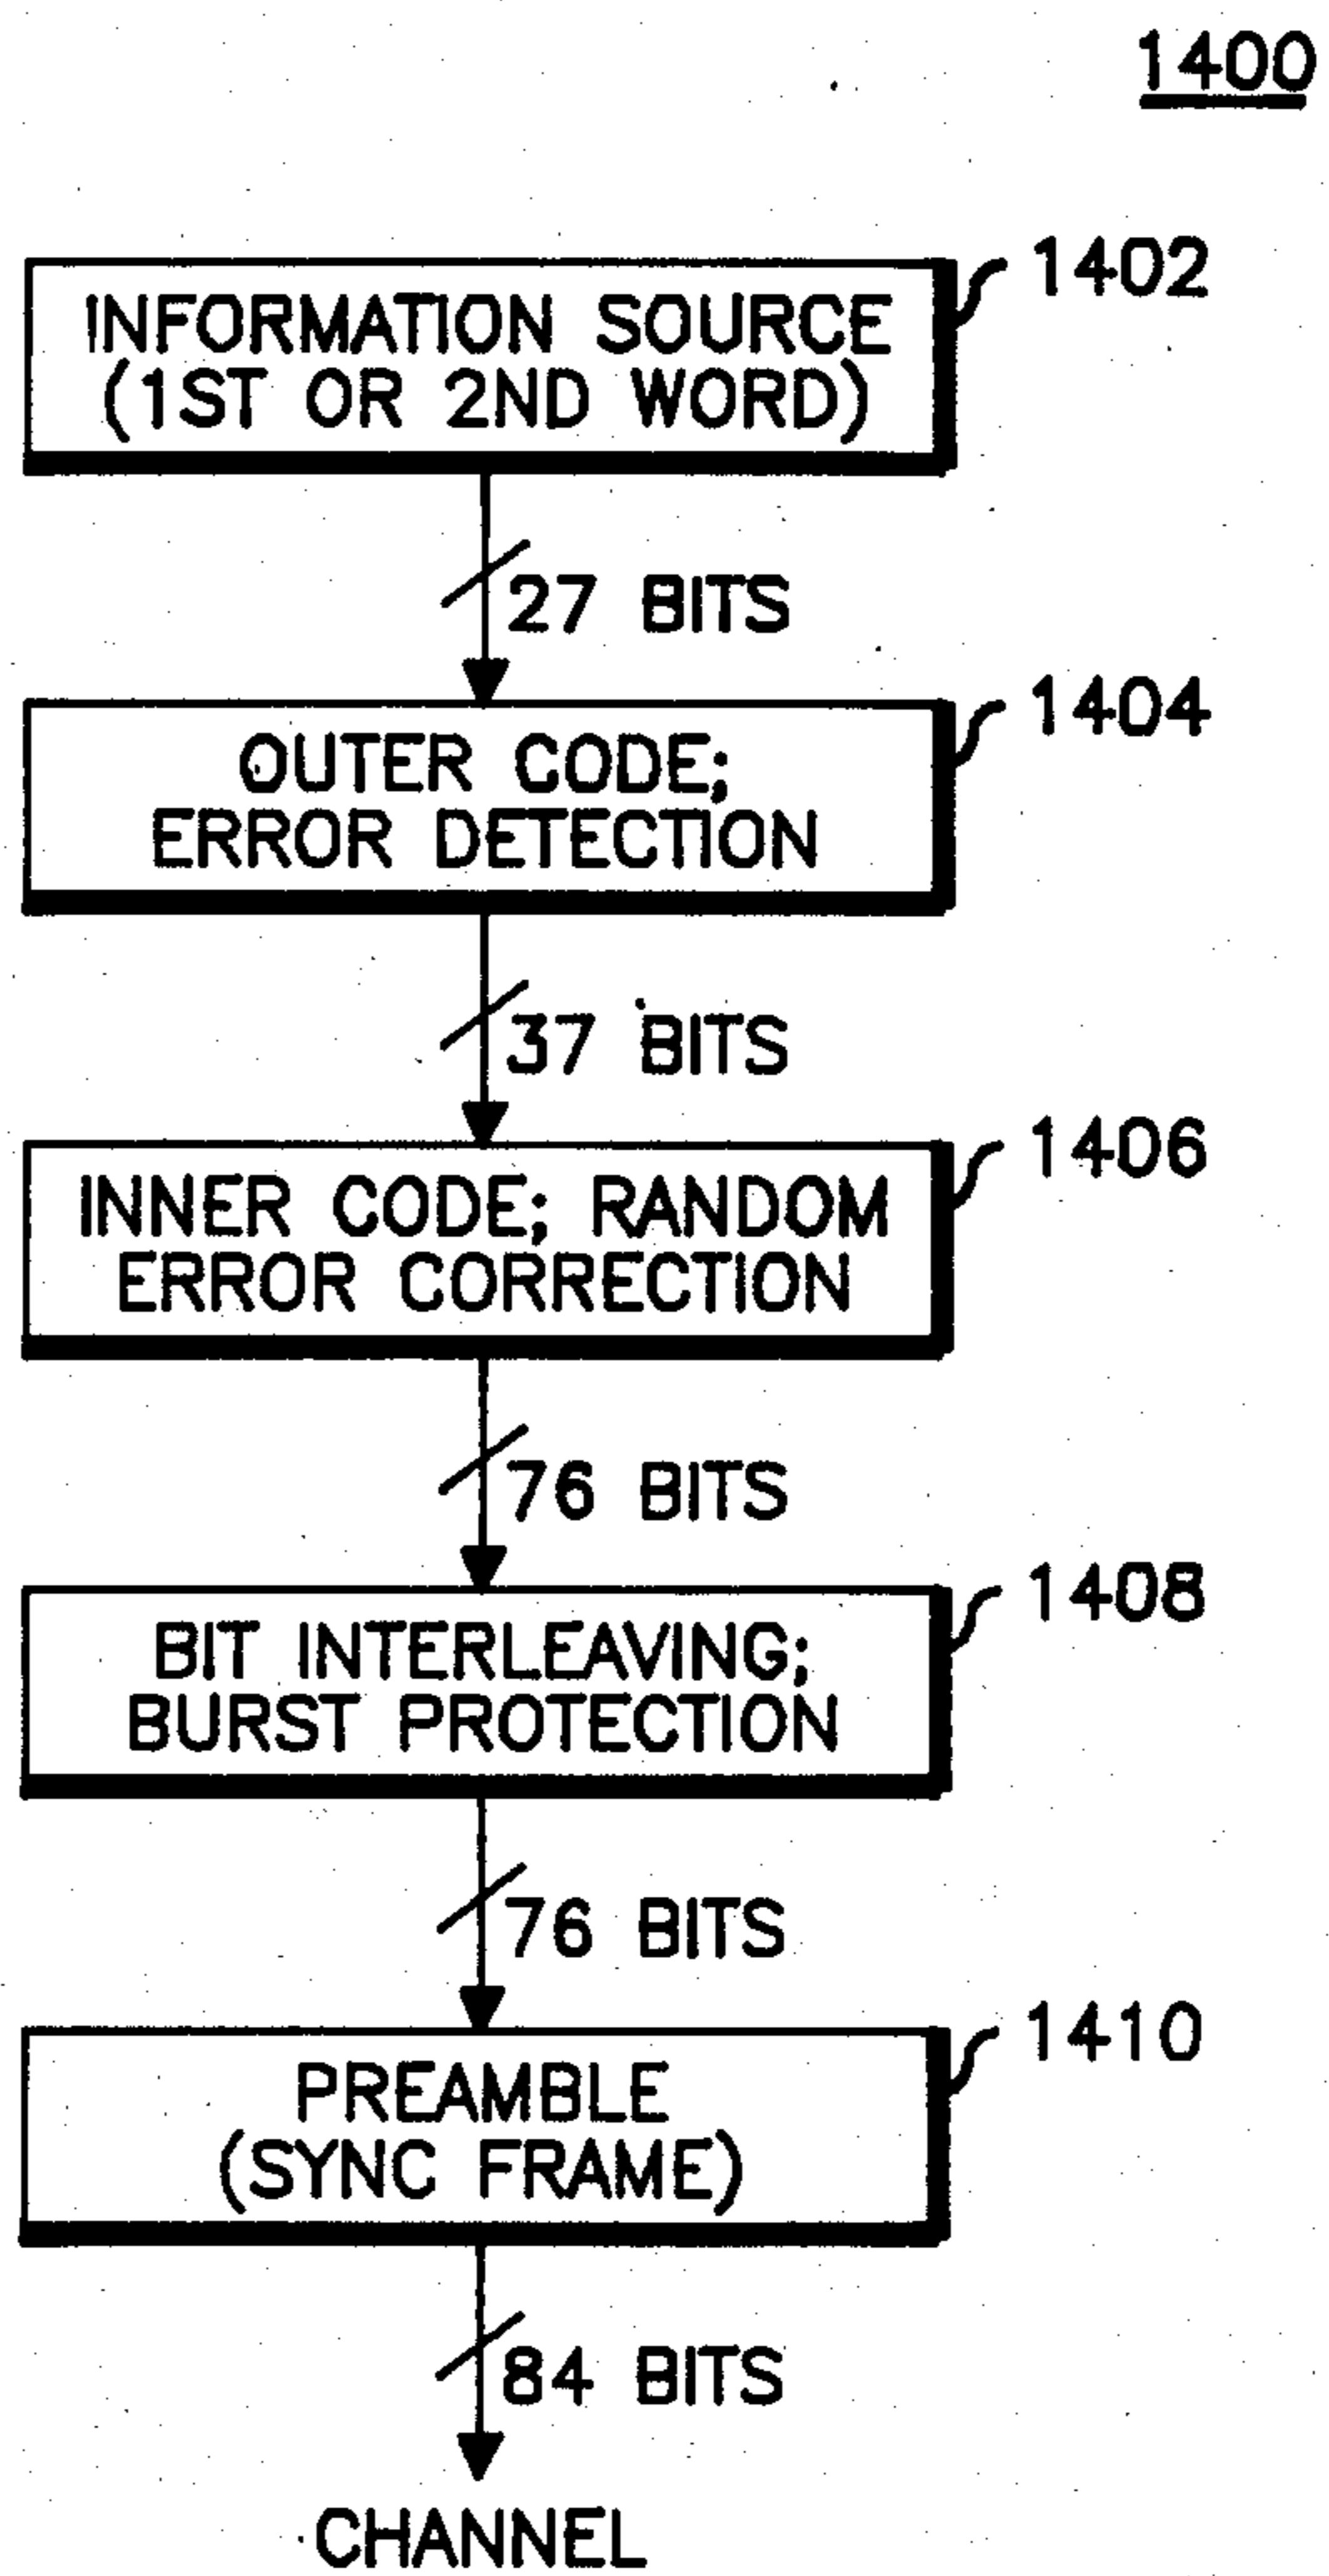 1400
1402
INFORMATION SOURCE
(1ST OR 2ND WORD)
27 BITS
1404
OUTER CODE;
ERROR DETECTION
37 BITS
1406
INNER CODE; RANDOM
ERROR CORRECTION
76 BITS
1408
BIT INTERLEAVING;
BURST PROTECTION
76 BITS
1410
PREAMBLE
(SYNC FRAME)
84 BITS
CHANNEL